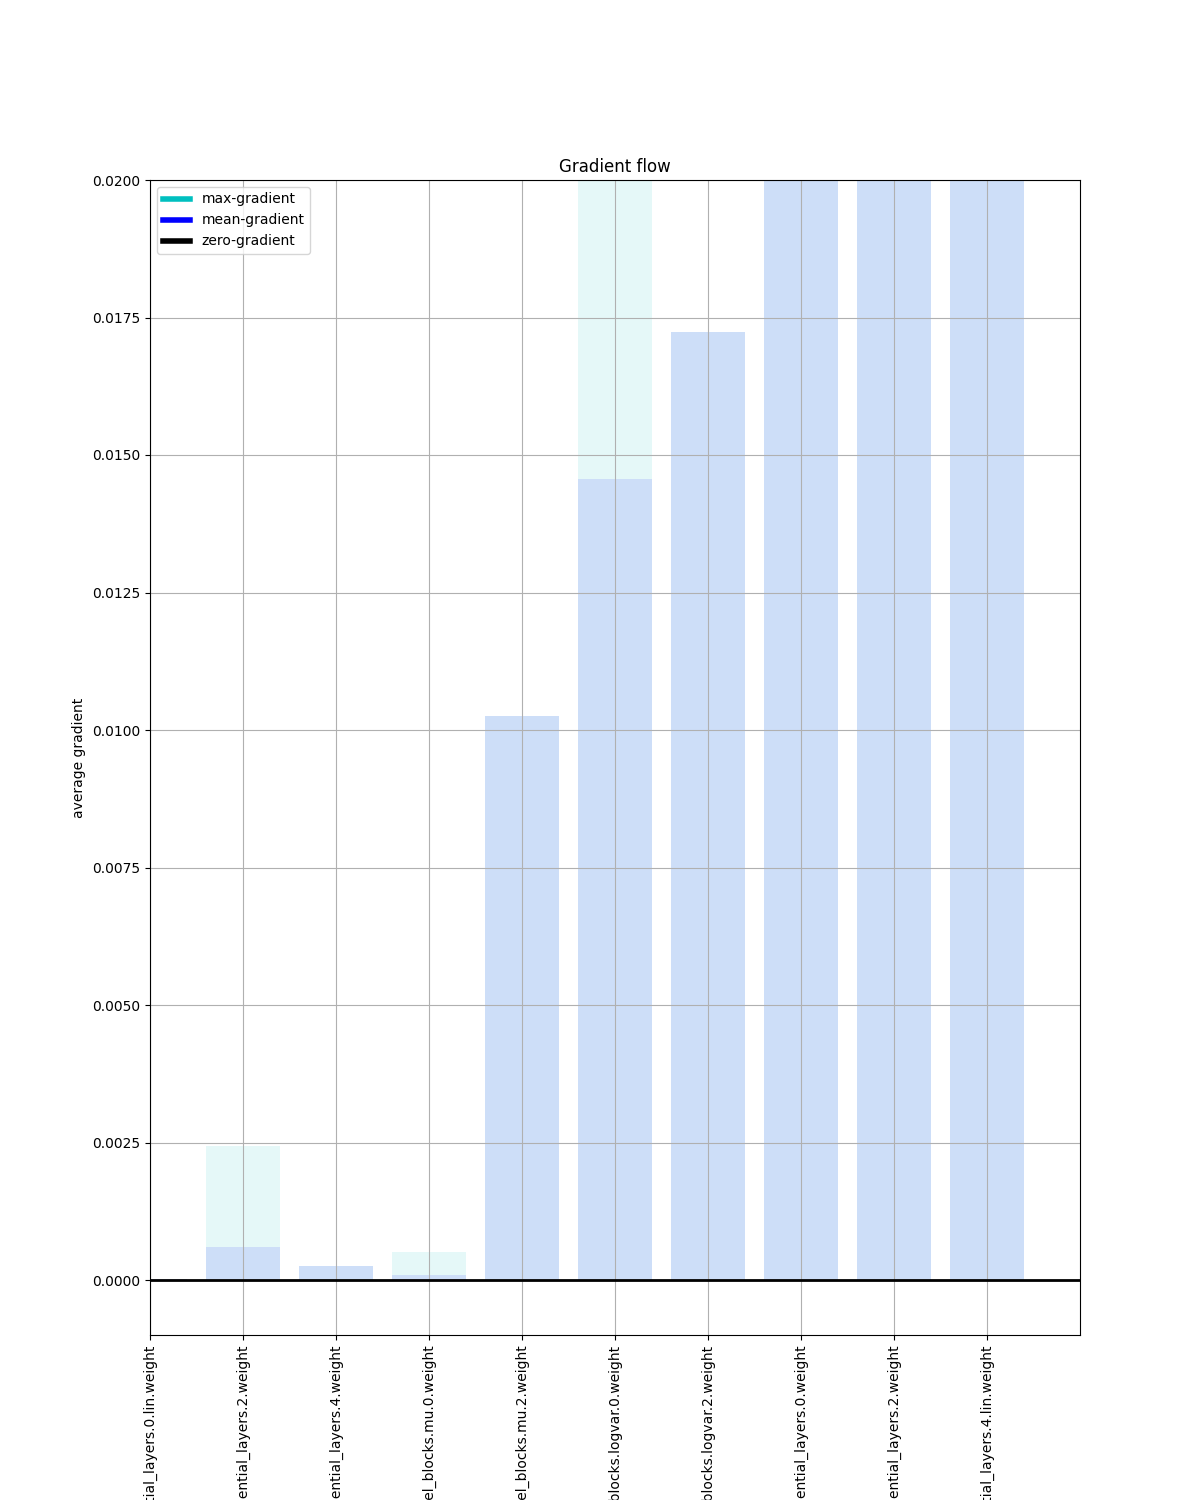 Gradient flow
max-gradient
mean-gradient
zero-gradient
0.0200
0.0175
0.0150
0.0125
0.0100
0.0075
0.0050
0.0025
0.0000
average gradient
tial_layers.0.lin.weight
ential_layers.2.weight
ential_layers.4.weight
el_blocks.mu.0.weight
el_blocks.mu.2.weight
blocks.logvar.0.weight
blocks.logvar.2.weight
ential_layers.0.weight
ential_layers.2.weight
tial_layers.4.lin.weight